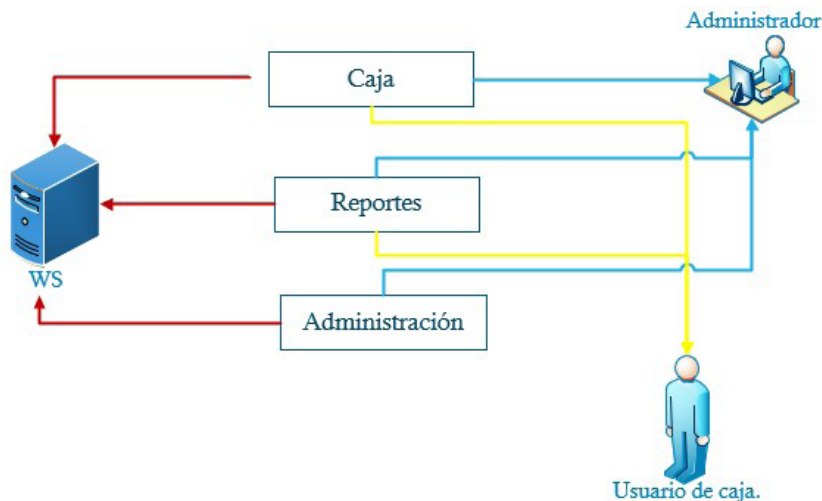 Administrador
Caja
Reportes
WS
Administración
Usuario de caja.